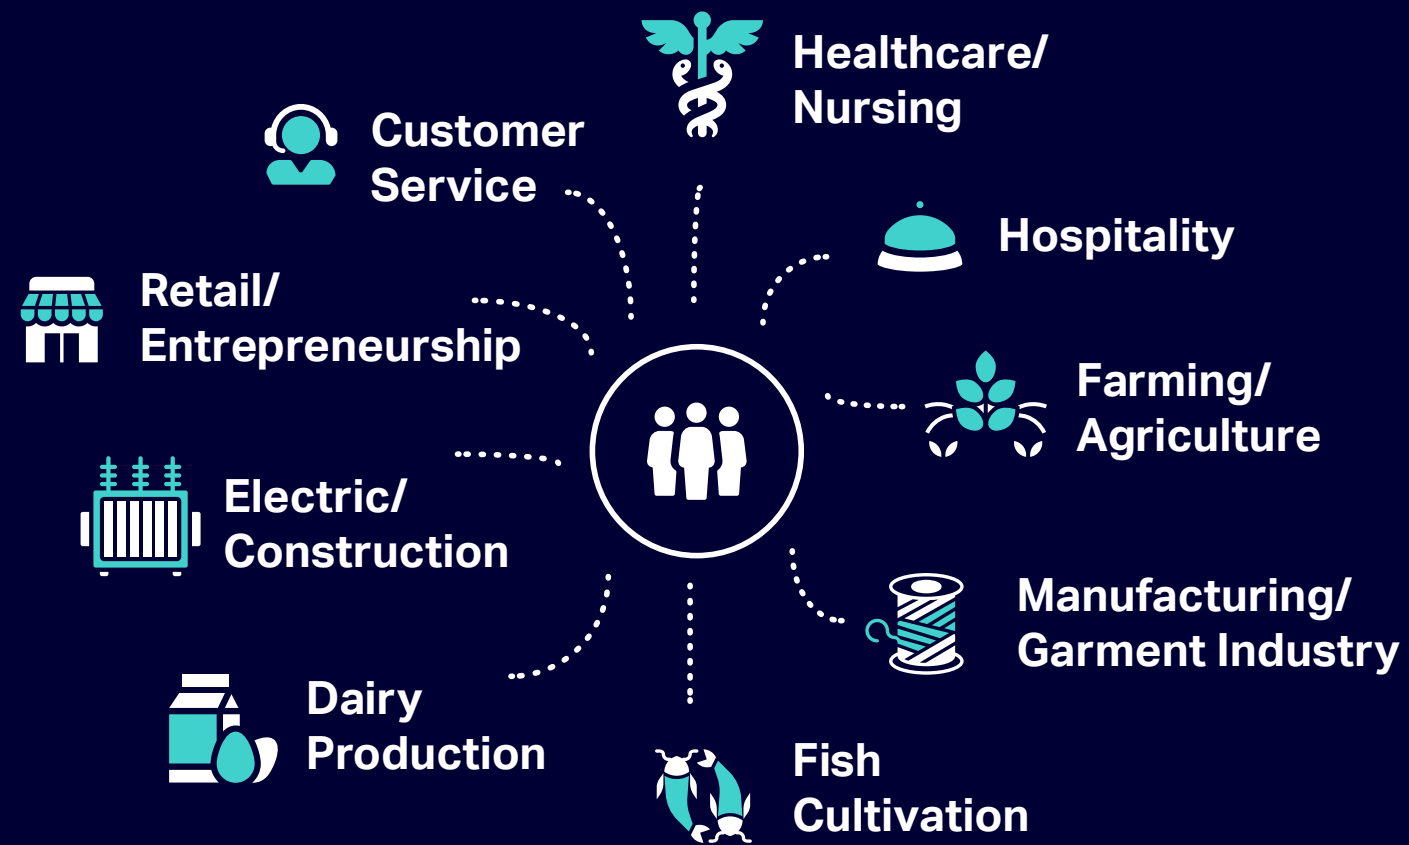 Healthcare/
Nursing
Customer
Service
Hospitality
Retail/
Entrepreneurship
Farming/
Agriculture
Electric/
Construction
Manufacturing/
Garment Industry
Dairy
Production
Fish
Cultivation